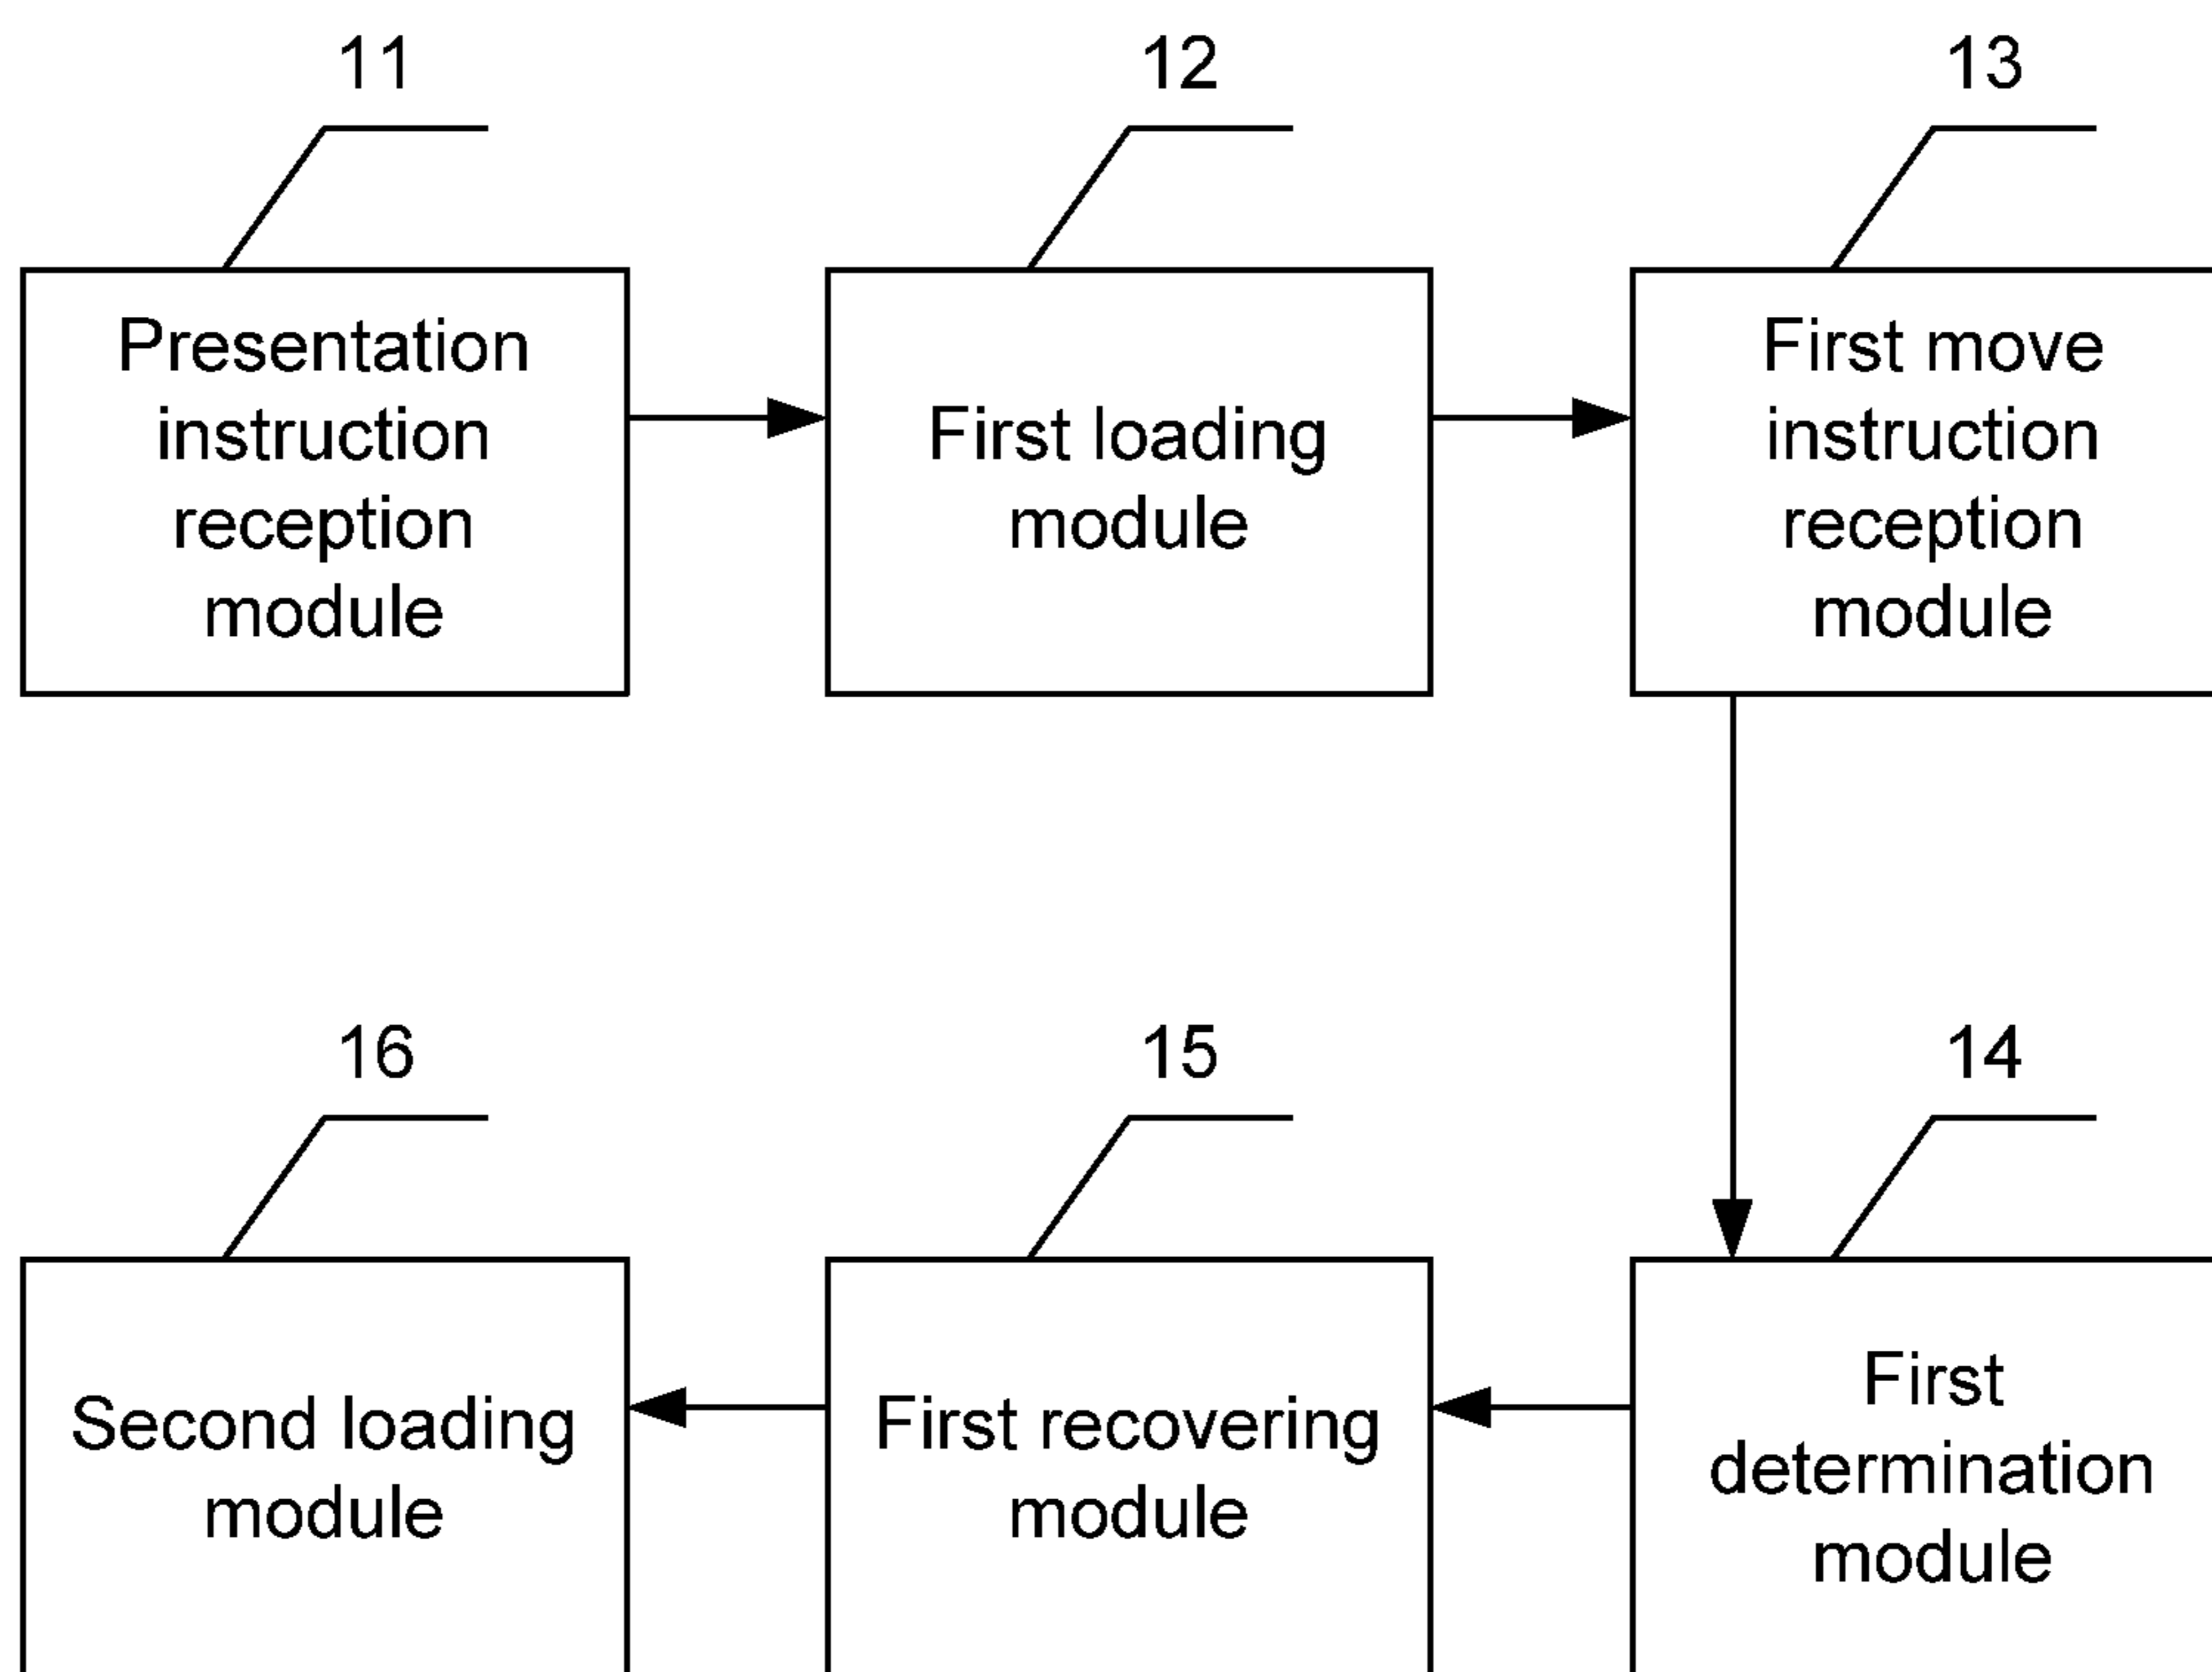 11
12
13
Presentation
instruction
reception
module
First loading
module
First move
instruction
reception
module
16
15
14
Second loading
module
First recovering
module
First
determination
module